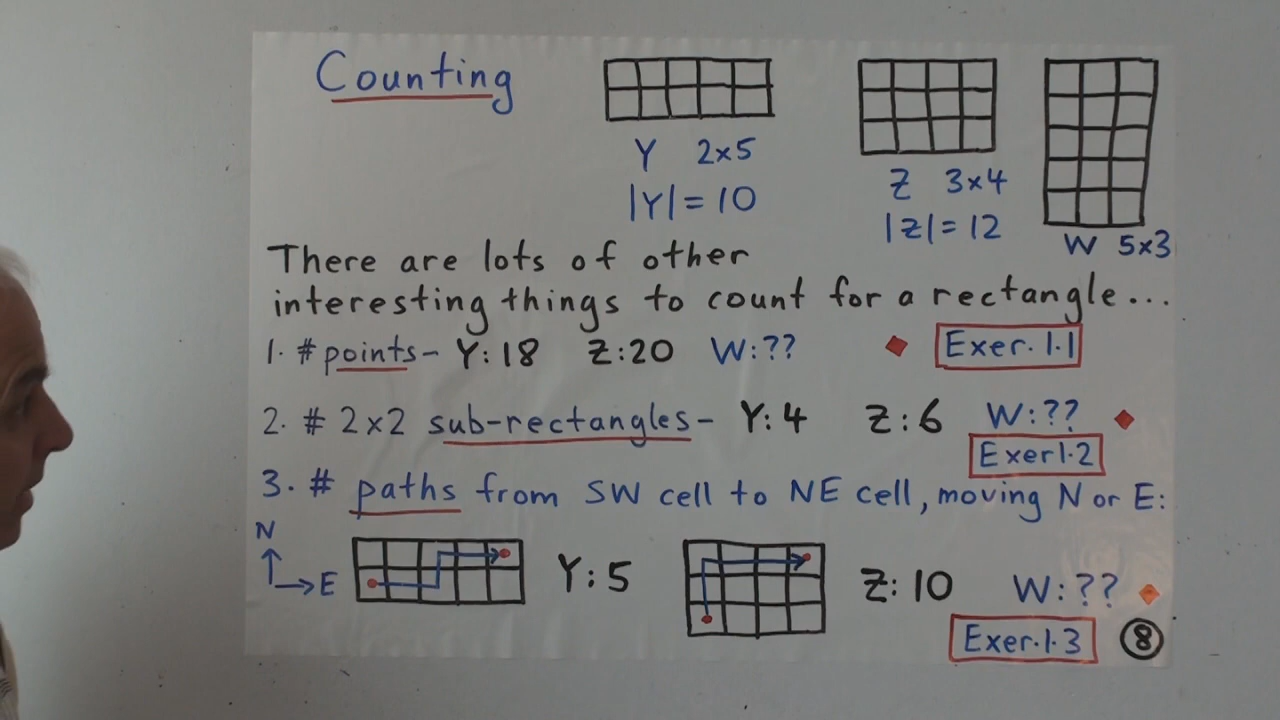 Counting
Y 2x5
|Y| = 10
Z 3x4
|Z| = 12
W 5x3
There are lots of other
interesting things to count for a rectangle...
1. # points - Y: 18 Z: 20 W: ?? Exer. 1.1
2. # 2x2 sub-rectangles - Y: 4 Z: 6 W: ??
Exer 1.2
3. # paths from SW cell to NE cell, moving N or E:
N
E
Y: 5
Z: 10 W: ??
Exer. 1.3 8